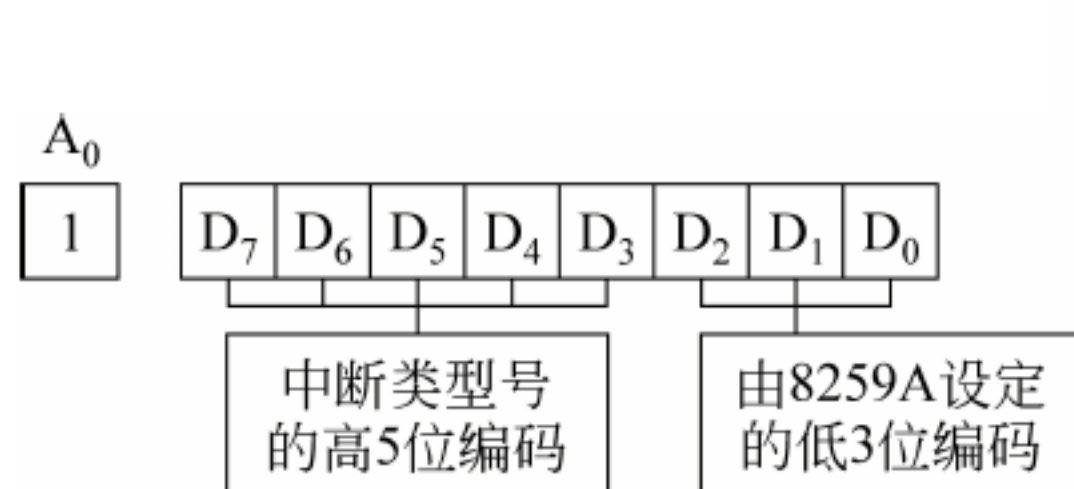 A₀
1 D₇ D₆ D₅ D₄ D₃ D₂ D₁ D₀
中断类型号
的高5位编码
由8259A设定
的低3位编码